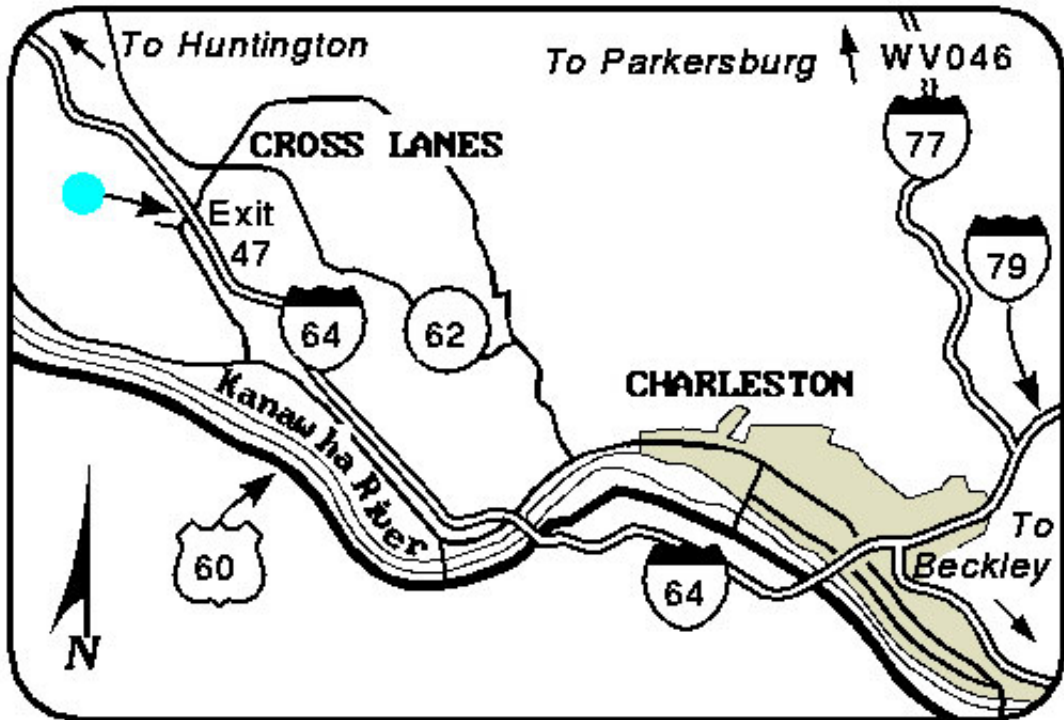 To Huntington
To Parkersburg
WV046
77
CROSS LANES
Exit
47
79
64
62
Kanawha River
CHARLESTON
60
64
To
Beckley
N